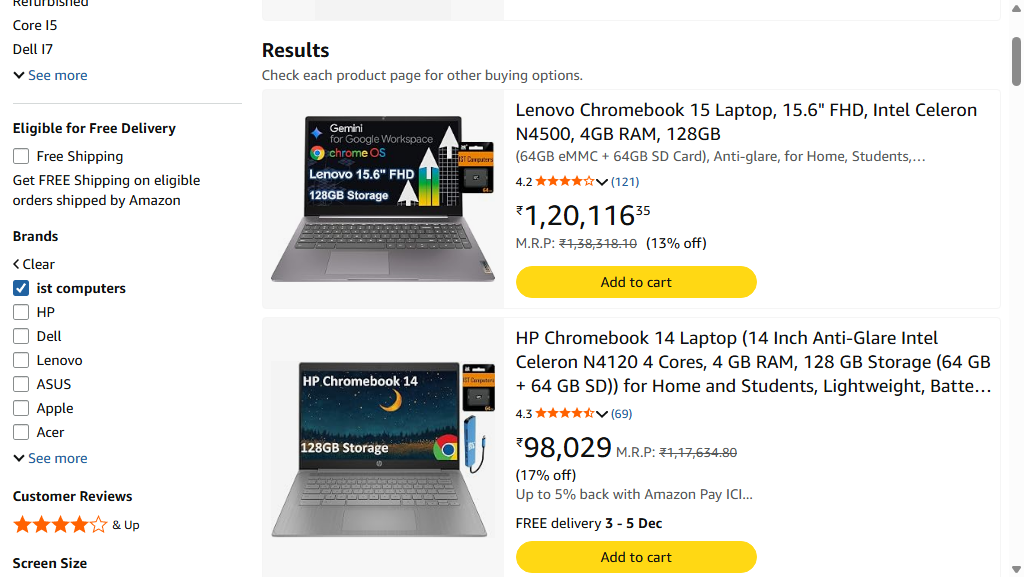 Refurbished
Core I5
Dell I7
See more
Eligible for Free Delivery
Free Shipping
Get FREE Shipping on eligible
orders shipped by Amazon
Brands
Clear
ist computers
HP
Dell
Lenovo
ASUS
Apple
Acer
See more
Customer Reviews
& Up
Screen Size
Results
Check each product page for other buying options.
Gemini
for Google Workspace
chrome OS
Lenovo 15.6" FHD
128GB Storage
IST Computers
64
Lenovo Chromebook 15 Laptop, 15.6" FHD, Intel Celeron
N4500, 4GB RAM, 128GB
(64GB eMMC + 64GB SD Card), Anti-glare, for Home, Students,…
4.2 (121)
₹1,20,11635
M.R.P: ₹1,38,318.10 (13% off)
Add to cart
HP Chromebook 14
128GB Storage
IST Computers
64
HP Chromebook 14 Laptop (14 Inch Anti-Glare Intel
Celeron N4120 4 Cores, 4 GB RAM, 128 GB Storage (64 GB
+ 64 GB SD)) for Home and Students, Lightweight, Batte…
4.3 (69)
₹98,029 M.R.P: ₹1,17,634.80
(17% off)
Up to 5% back with Amazon Pay ICI…
FREE delivery 3 - 5 Dec
Add to cart